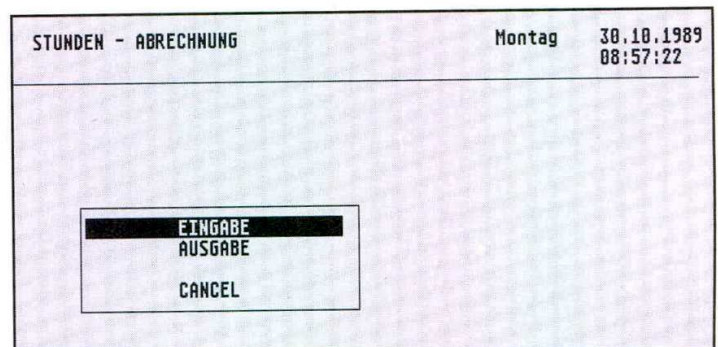 STUNDEN - ABRECHNUNG Montag 30.10.1989
08:57:22
EINGABE
AUSGABE
CANCEL